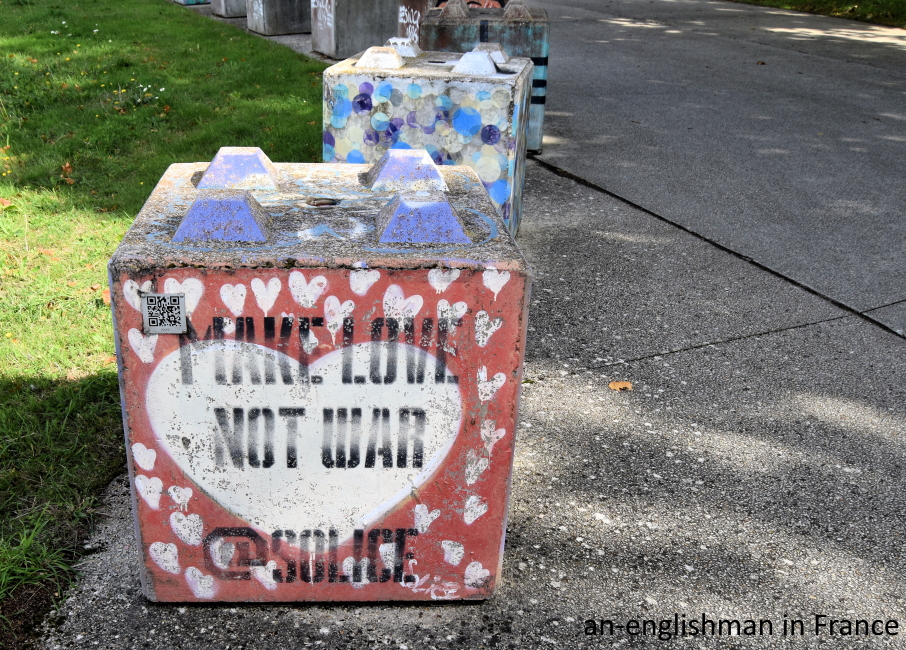 MAKE LOVE
NOT WAR
@SOLICE
an-englishman in France